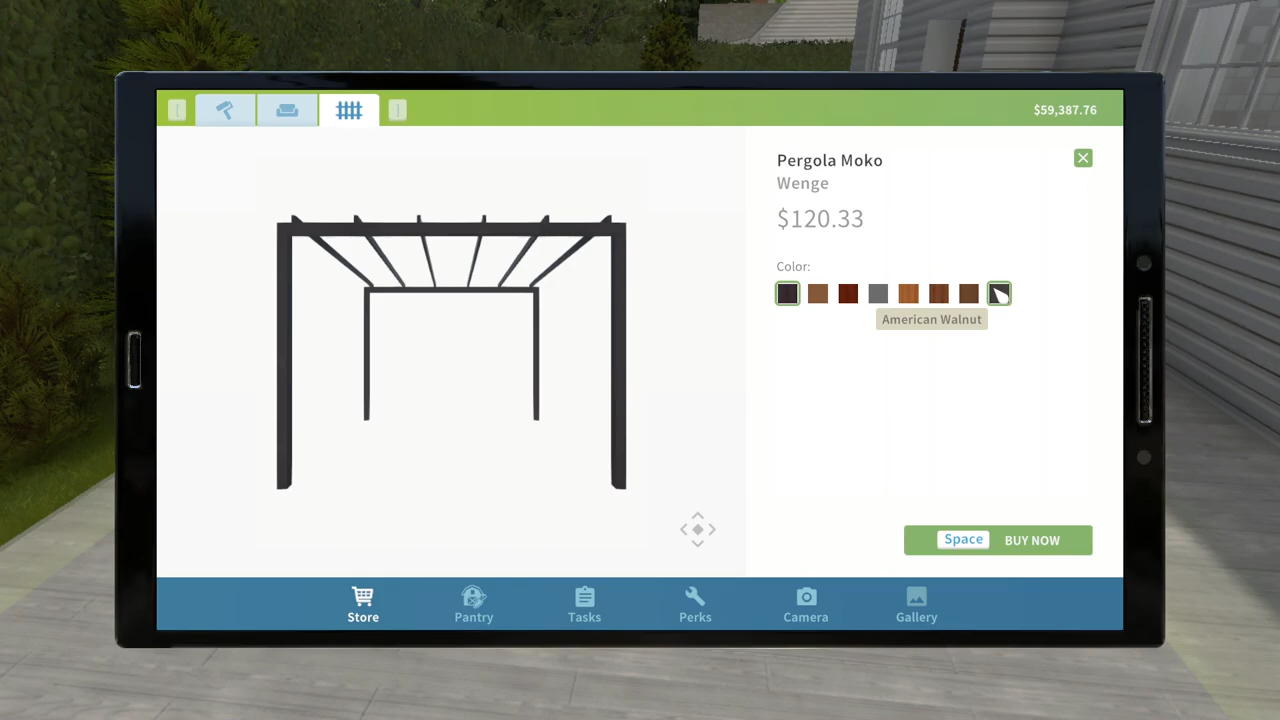 $59,387.76
Pergola Moko
Wenge
$120.33
Color:
American Walnut
Space BUY NOW
Store Pantry Tasks Perks Camera Gallery